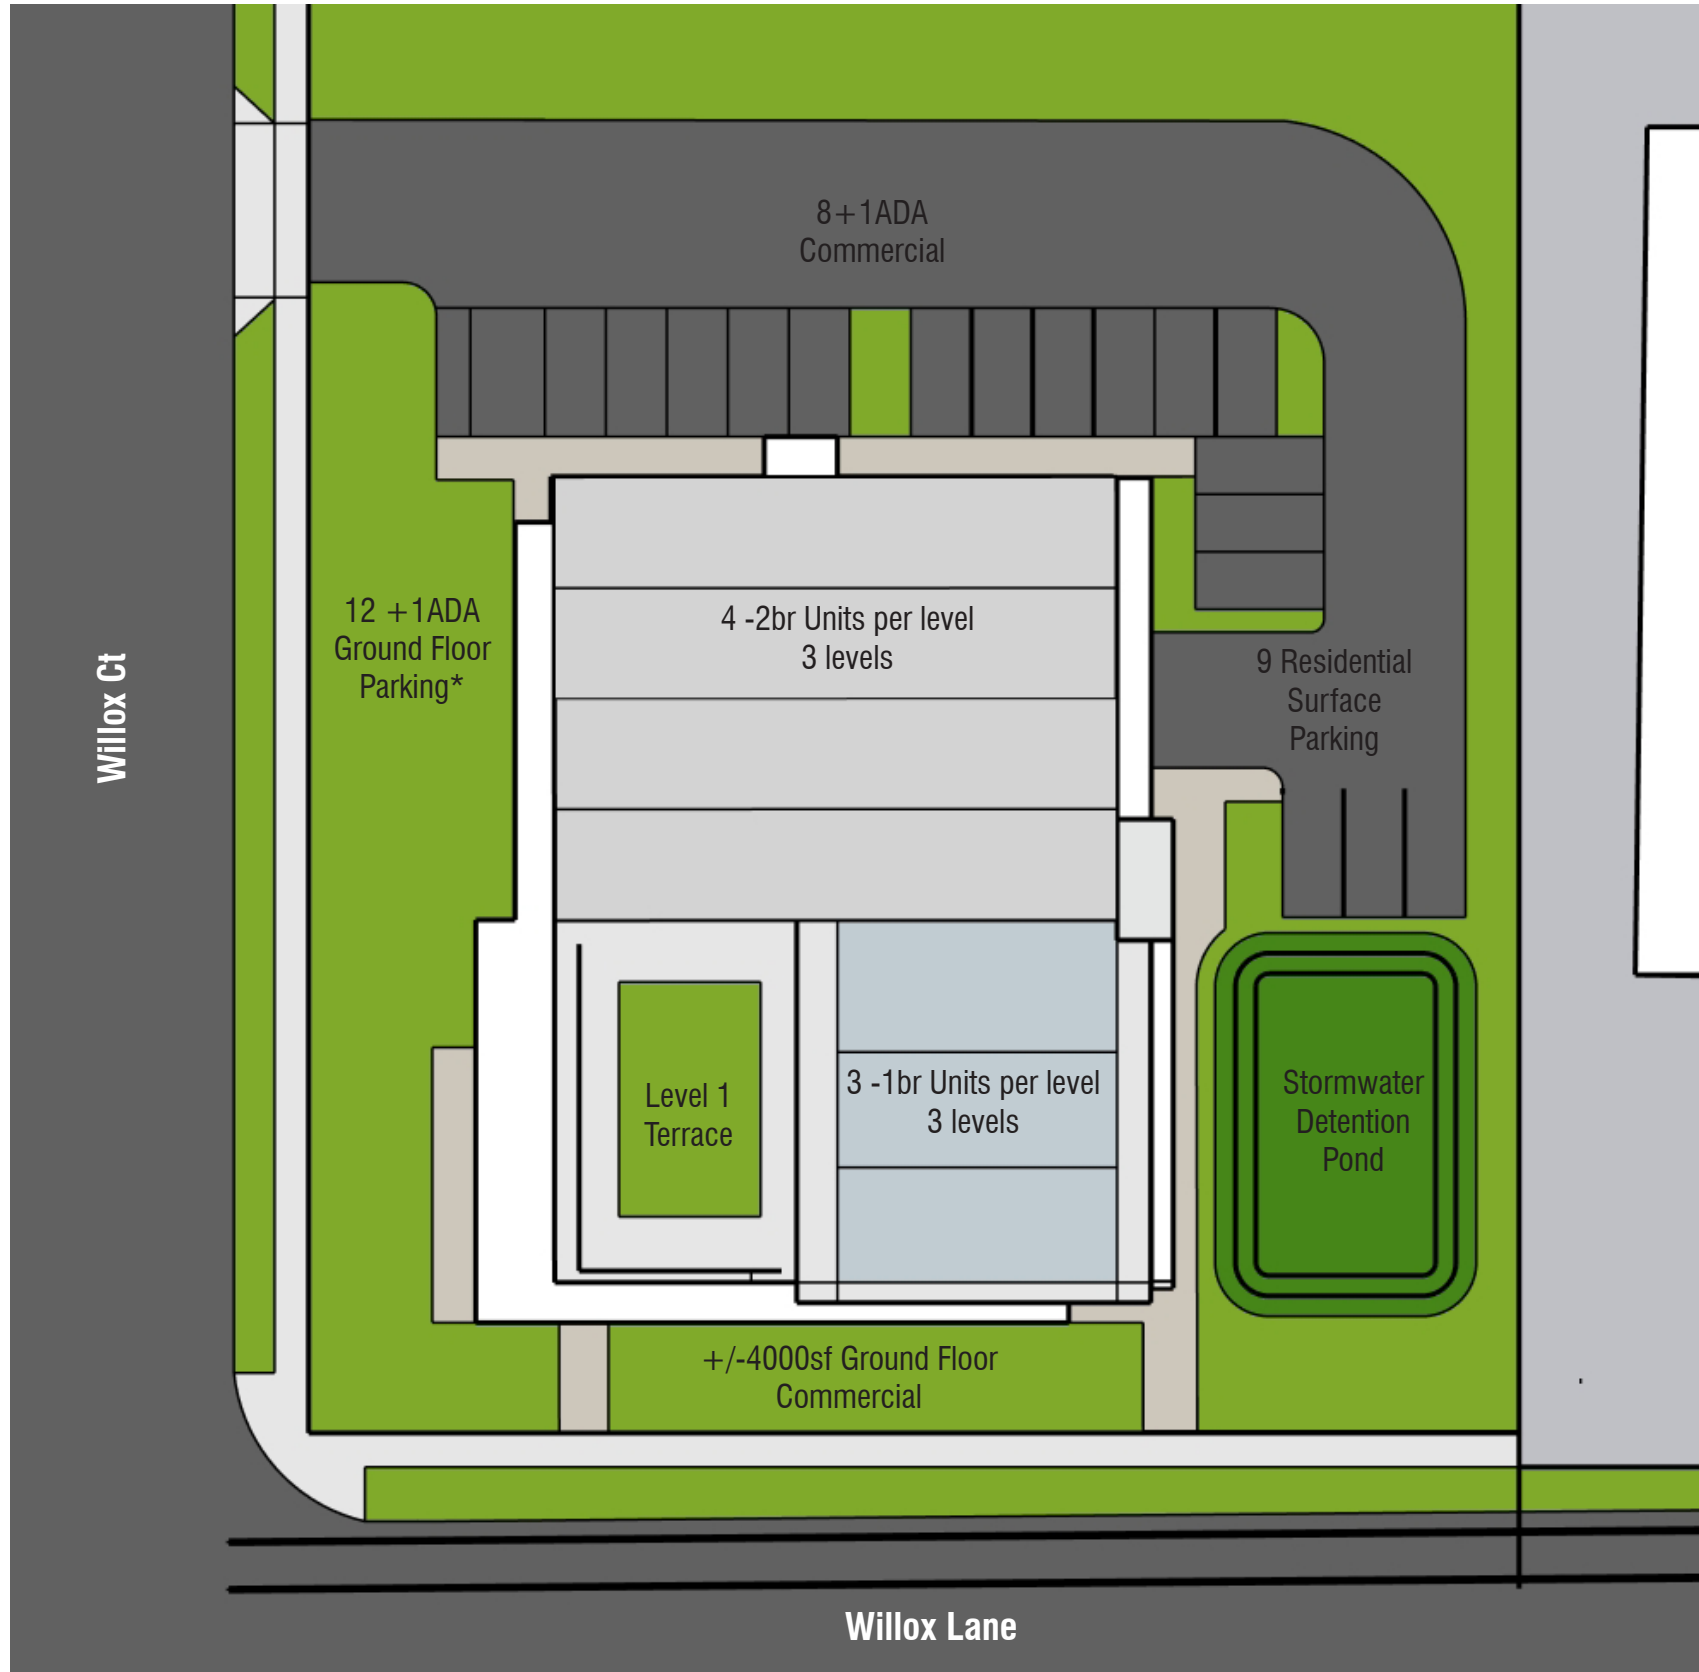 8+1ADA
Commercial
12 +1ADA
Ground Floor
Parking*
4 -2br Units per level
3 levels
9 Residential
Surface
Parking
Willox Ct
Level 1
Terrace
3 -1br Units per level
3 levels
Stormwater
Detention
Pond
+/-4000sf Ground Floor
Commercial
Willox Lane